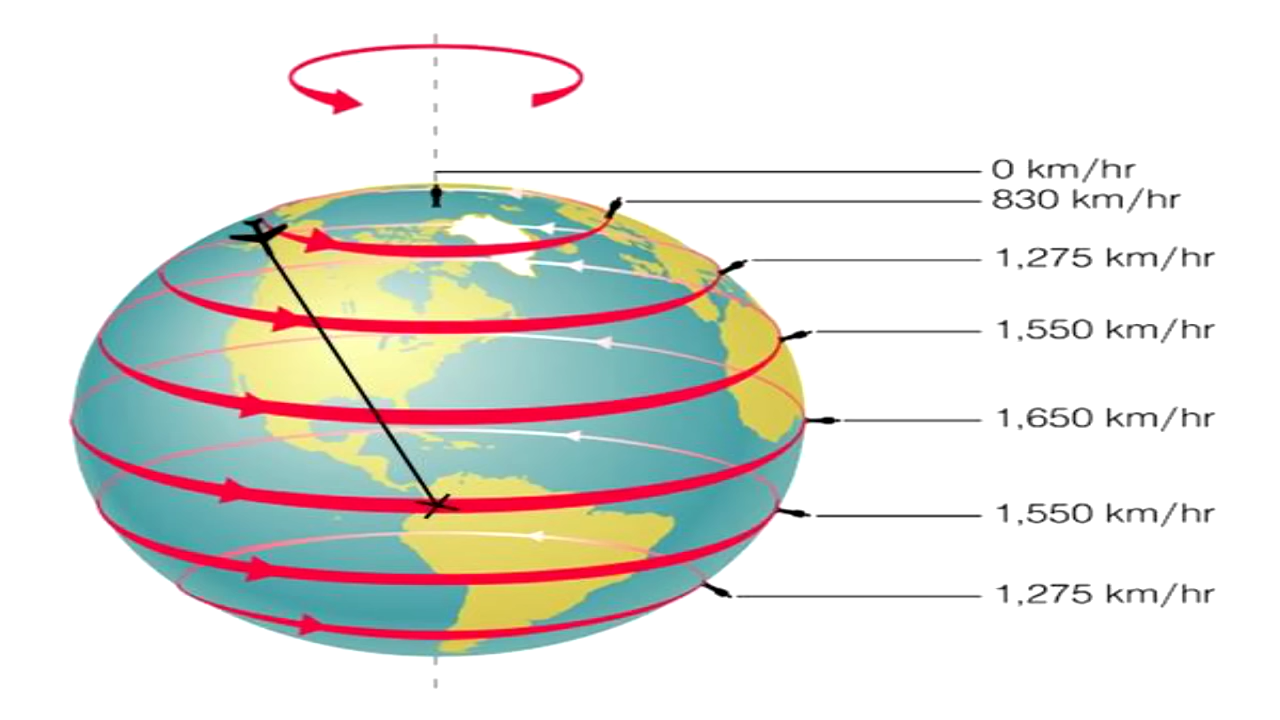 0 km/hr
830 km/hr
1,275 km/hr
1,550 km/hr
1,650 km/hr
1,550 km/hr
1,275 km/hr